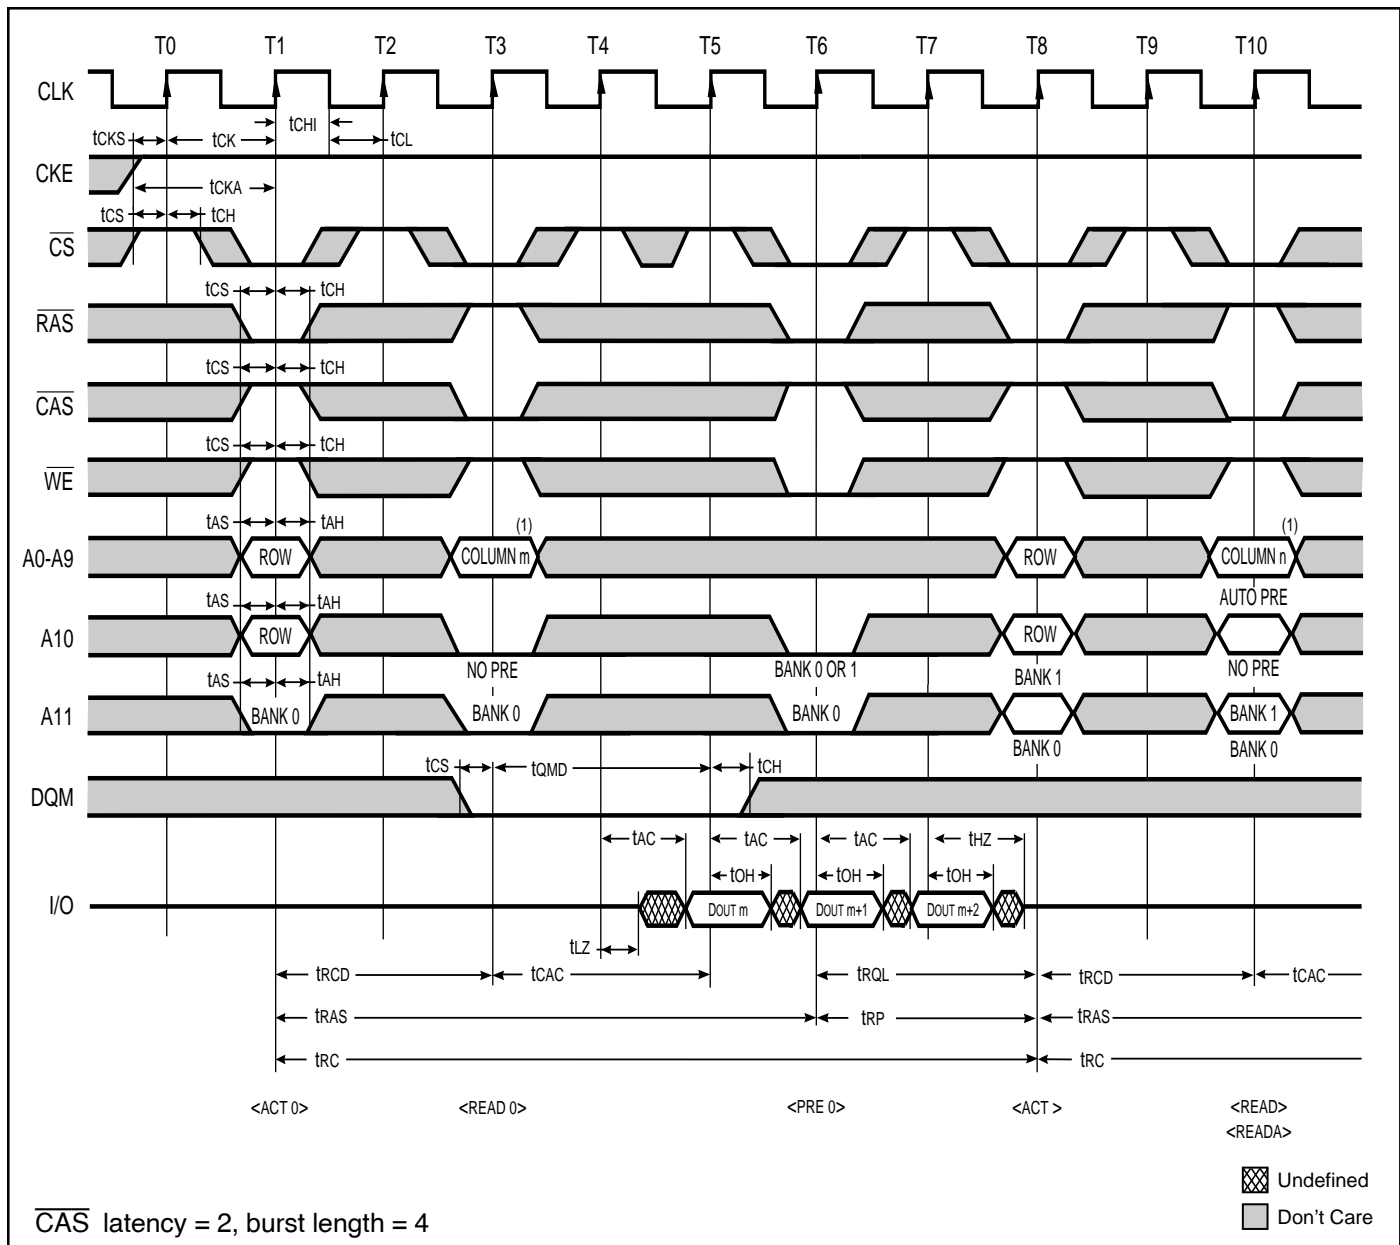 T0 T1 T2 T3 T4 T5 T6 T7 T8 T9 T10
CLK
tCHI
tCKS tCK tCL
CKE
tCKA
tCS tCH
CS
tCS tCH
RAS
tCS tCH
CAS
tCS tCH
WE
tAS tAH (1) (1)
A0-A9 ROW COLUMN m ROW COLUMN n
tAS tAH AUTO PRE
A10 ROW ROW
NO PRE BANK 0 OR 1 BANK 1 NO PRE
tAS tAH
A11 BANK 0 BANK 0 BANK 0 BANK 1
BANK 0 BANK 0
tCS tQMD tCH
DQM
tAC tAC tAC tHZ
tOH tOH tOH
I/O DOUT m DOUT m+1 DOUT m+2
tLZ
tRCD tCAC tRQL tRCD tCAC
tRAS tRP tRAS
tRC tRC
<ACT 0> <READ 0> <PRE 0> <ACT > <READ>
<READA>
Undefined
Don't Care
CAS latency = 2, burst length = 4